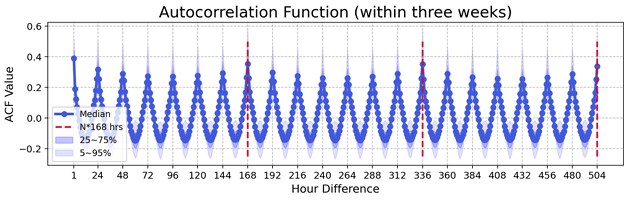 Autocorrelation Function (within three weeks)
ACF Value
0.6
0.4
0.2
0.0
−0.2
Median
N*168 hrs
25~75%
5~95%
1 24 48 72 96 120 144 168 192 216 240 264 288 312 336 360 384 408 432 456 480 504
Hour Difference